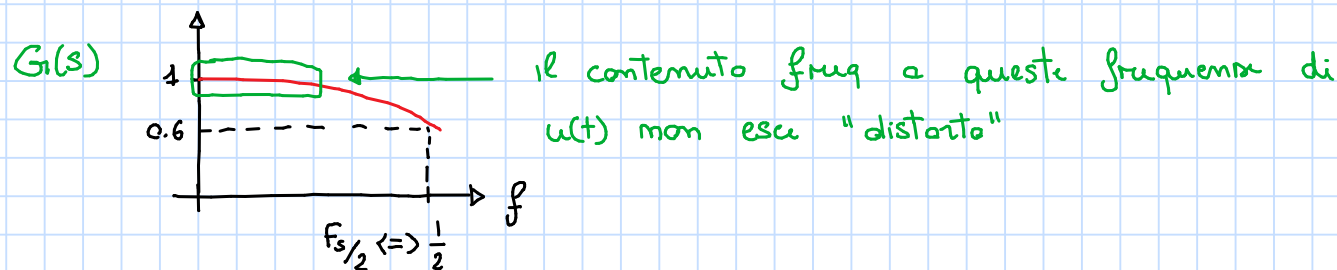 G(s)
1
il contenuto freq a queste frequenze di
u(t) non esce "distorto"
0.6
f
Fs/2 <=> 1/2